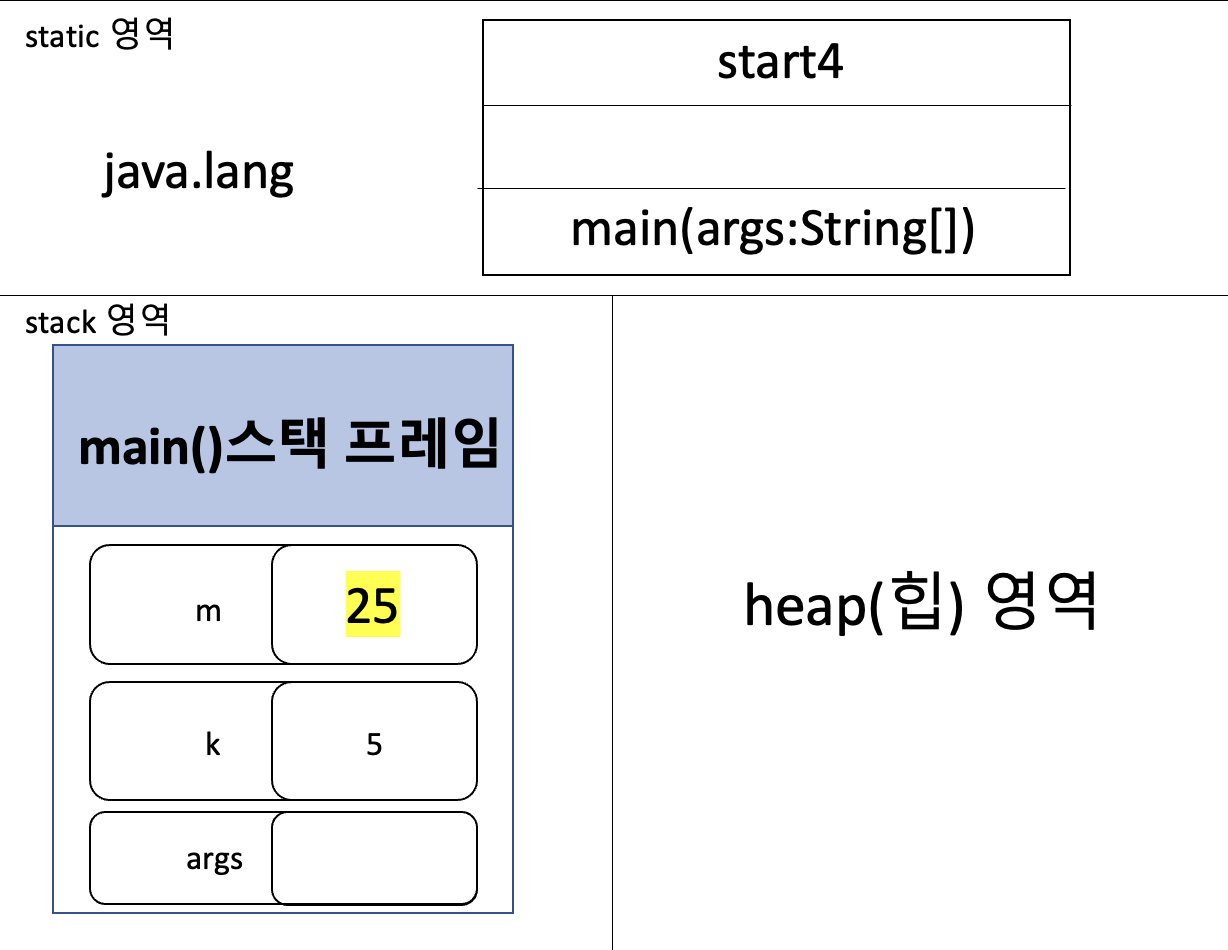 static 영역
start4
java.lang
main(args:String[])
stack 영역
main()스택 프레임
m
25
k
5
args
heap(힙) 영역